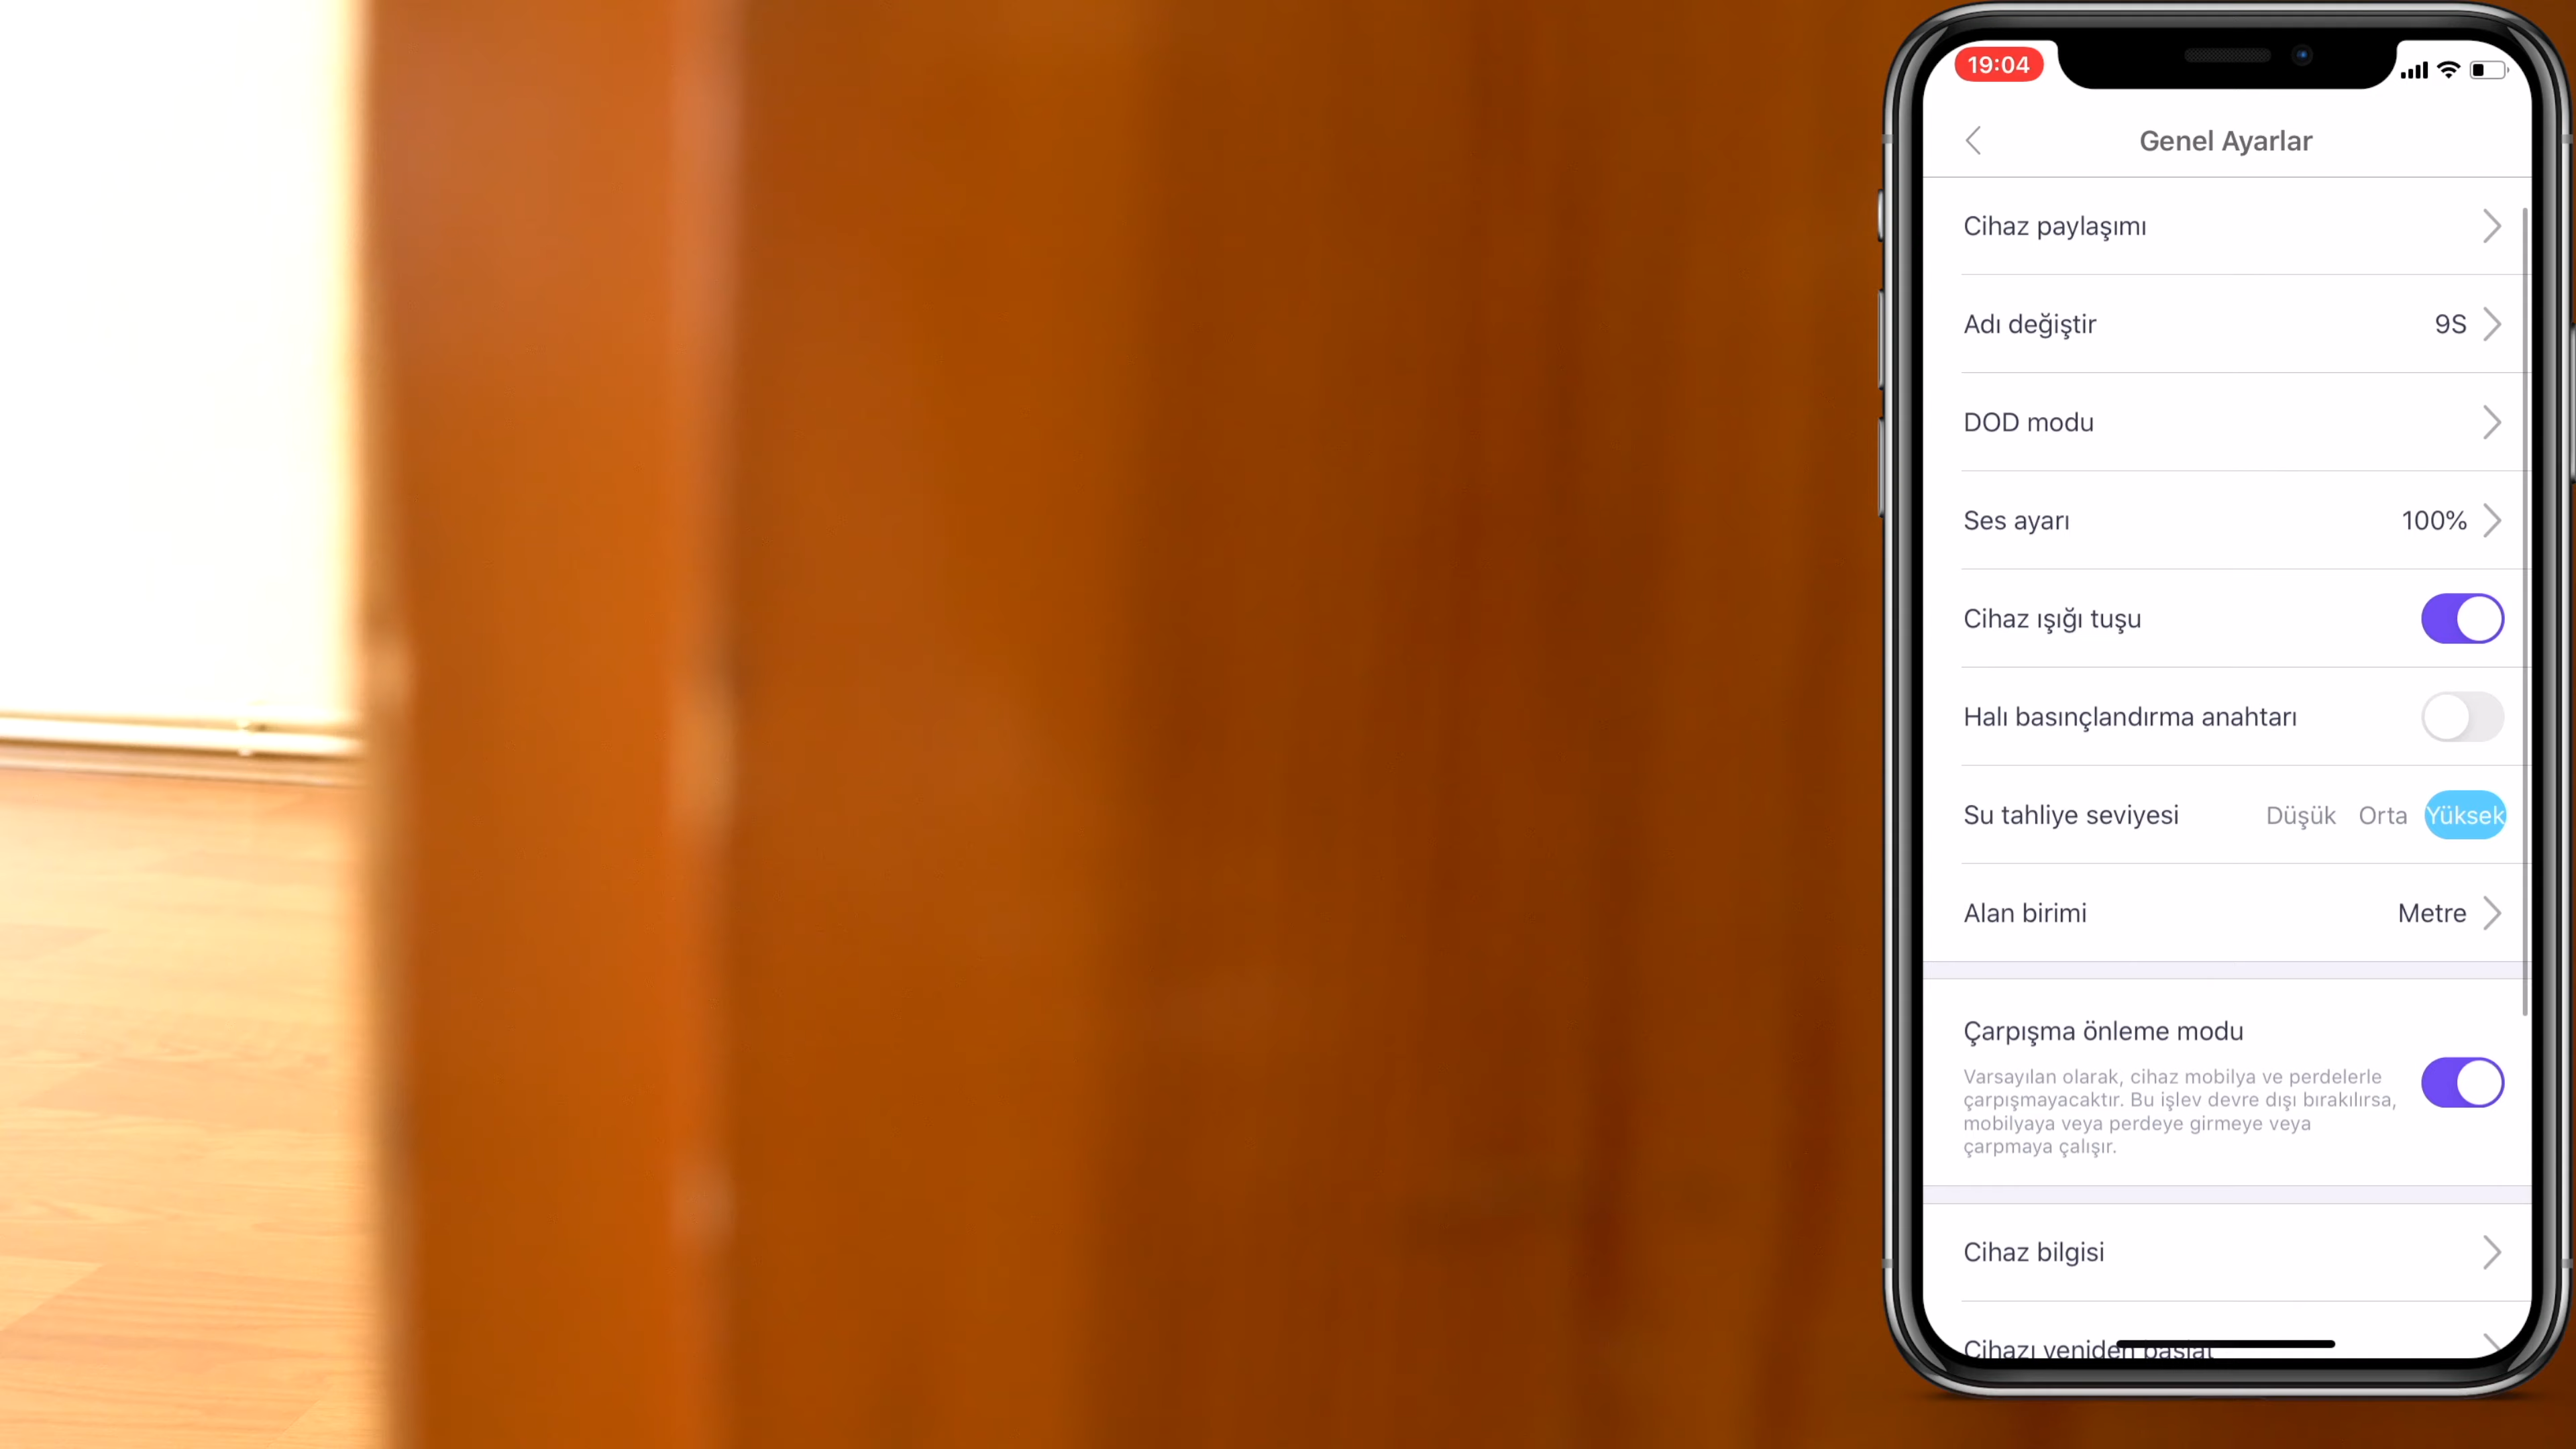 19:04
Genel Ayarlar
Cihaz paylaşımı
Adı değiştir 9S
DOD modu
Ses ayarı 100%
Cihaz ışığı tuşu
Halı basınçlandırma anahtarı
Su tahliye seviyesi Düşük Orta Yüksek
Alan birimi Metre
Çarpışma önleme modu
Varsayılan olarak, cihaz mobilya ve perdelerle
çarpışmayacaktır. Bu işlev devre dışı bırakılırsa,
mobilyaya veya perdeye girmeye veya
çarpmaya çalışır.
Cihaz bilgisi
Cihazı yeniden başlat